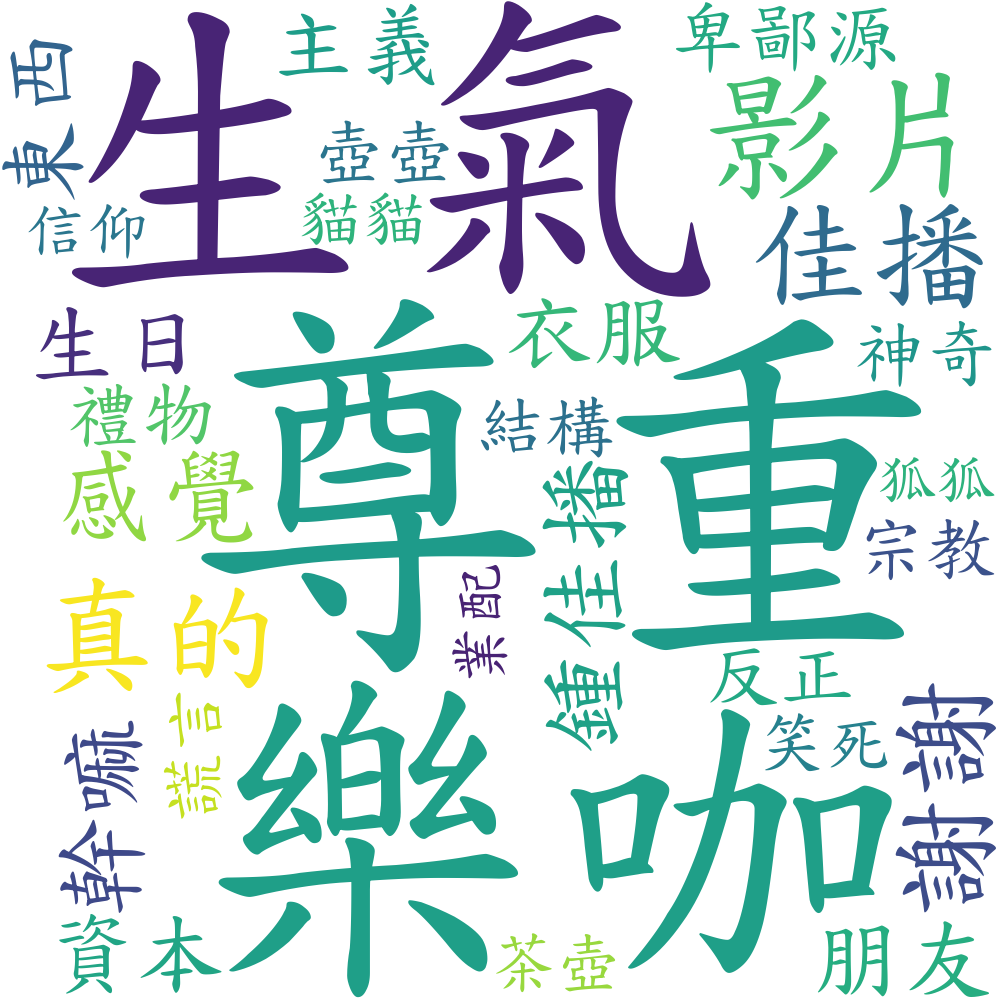 生氣
主義
卑鄙源
東西
影片
壺壺
信仰
貓貓
佳播
生日
衣服
神奇
尊重
禮物
結構
感覺
狐狐
鍾佳播
宗教
真的
業配
反正
謊言
樂咖
笑死
謝謝
幹嘛
資本
茶壺
朋友